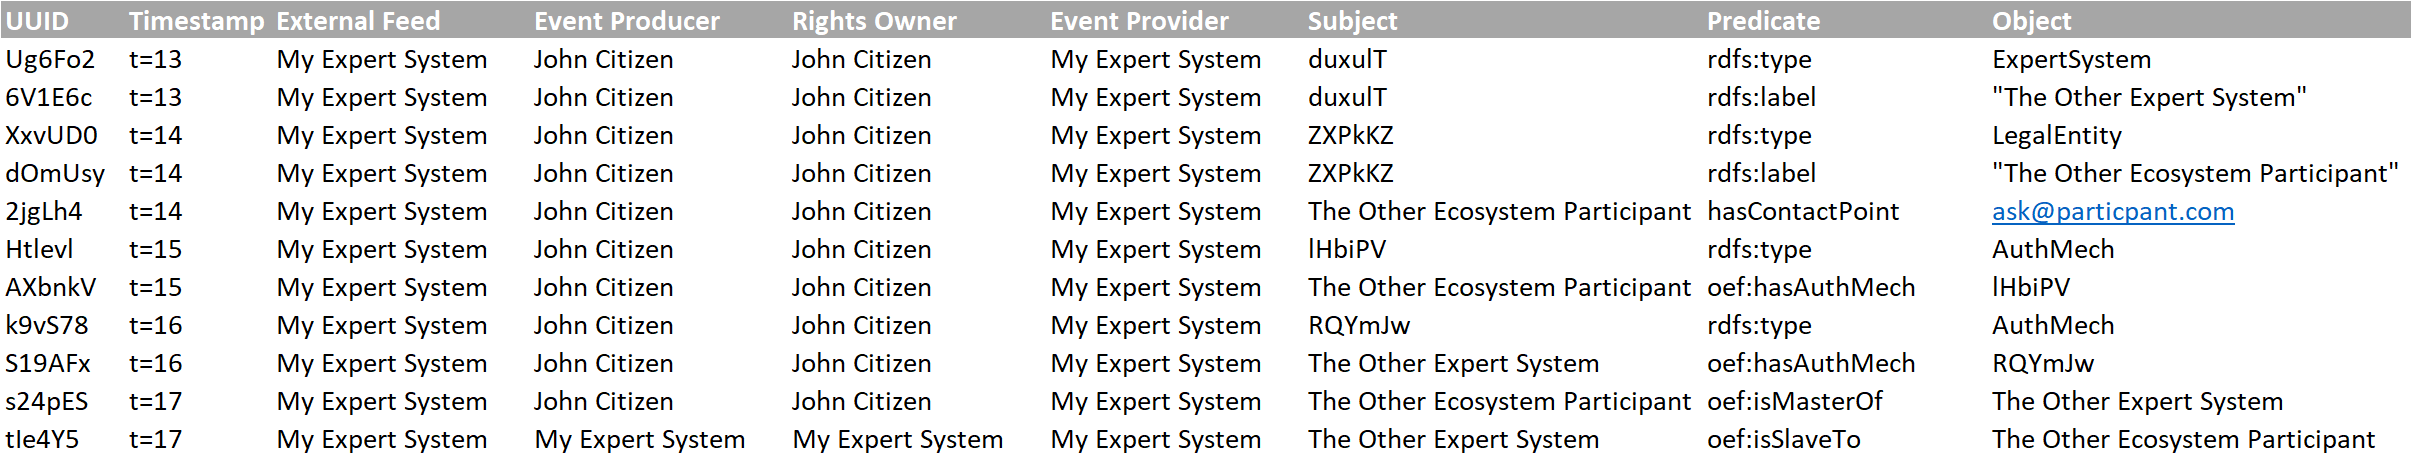 UUID Timestamp External Feed Event Producer Rights Owner Event Provider Subject Predicate Object
Ug6Fo2 t=13 My Expert System John Citizen John Citizen My Expert System duxulT rdfs:type ExpertSystem
6V1E6c t=13 My Expert System John Citizen John Citizen My Expert System duxulT rdfs:label "The Other Expert System"
XxvUD0 t=14 My Expert System John Citizen John Citizen My Expert System ZXPkKZ rdfs:type LegalEntity
dOmUsy t=14 My Expert System John Citizen John Citizen My Expert System ZXPkKZ rdfs:label "The Other Ecosystem Participant"
2jgLh4 t=14 My Expert System John Citizen John Citizen My Expert System The Other Ecosystem Participant hasContactPoint ask@particpant.com
Htlevl t=15 My Expert System John Citizen John Citizen My Expert System lHbiPV rdfs:type AuthMech
AXbnkV t=15 My Expert System John Citizen John Citizen My Expert System The Other Ecosystem Participant oef:hasAuthMech lHbiPV
k9vS78 t=16 My Expert System John Citizen John Citizen My Expert System RQYmJw rdfs:type AuthMech
S19AFx t=16 My Expert System John Citizen John Citizen My Expert System The Other Expert System oef:hasAuthMech RQYmJw
s24pES t=17 My Expert System John Citizen John Citizen My Expert System The Other Ecosystem Participant oef:isMasterOf The Other Expert System
tIe4Y5 t=17 My Expert System My Expert System My Expert System My Expert System The Other Expert System oef:isSlaveTo The Other Ecosystem Participant